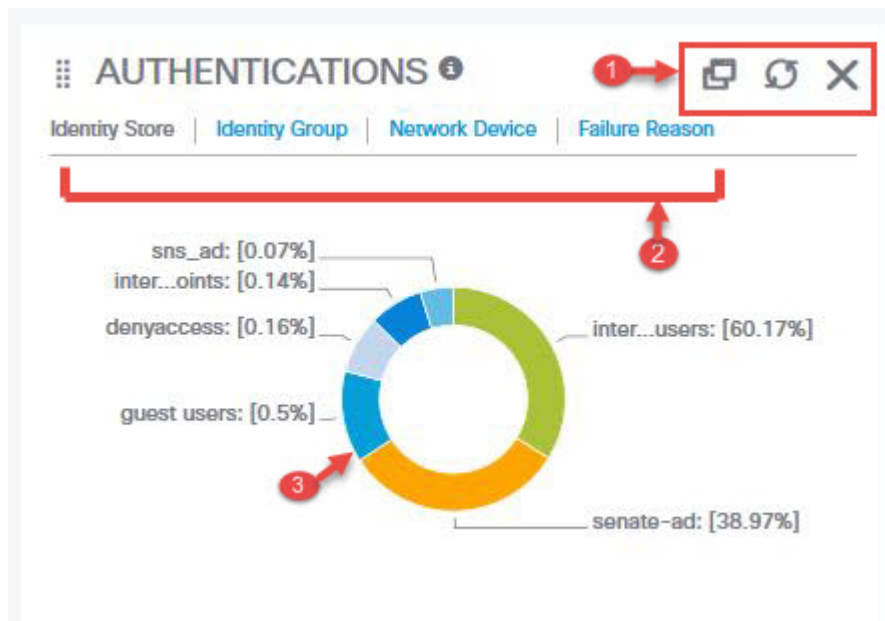 AUTHENTICATIONS i
1
Identity Store | Identity Group | Network Device | Failure Reason
2
sns_ad: [0.07%]
inter...oints: [0.14%]
denyaccess: [0.16%]
inter...users: [60.17%]
guest users: [0.5%]
3
senate-ad: [38.97%]